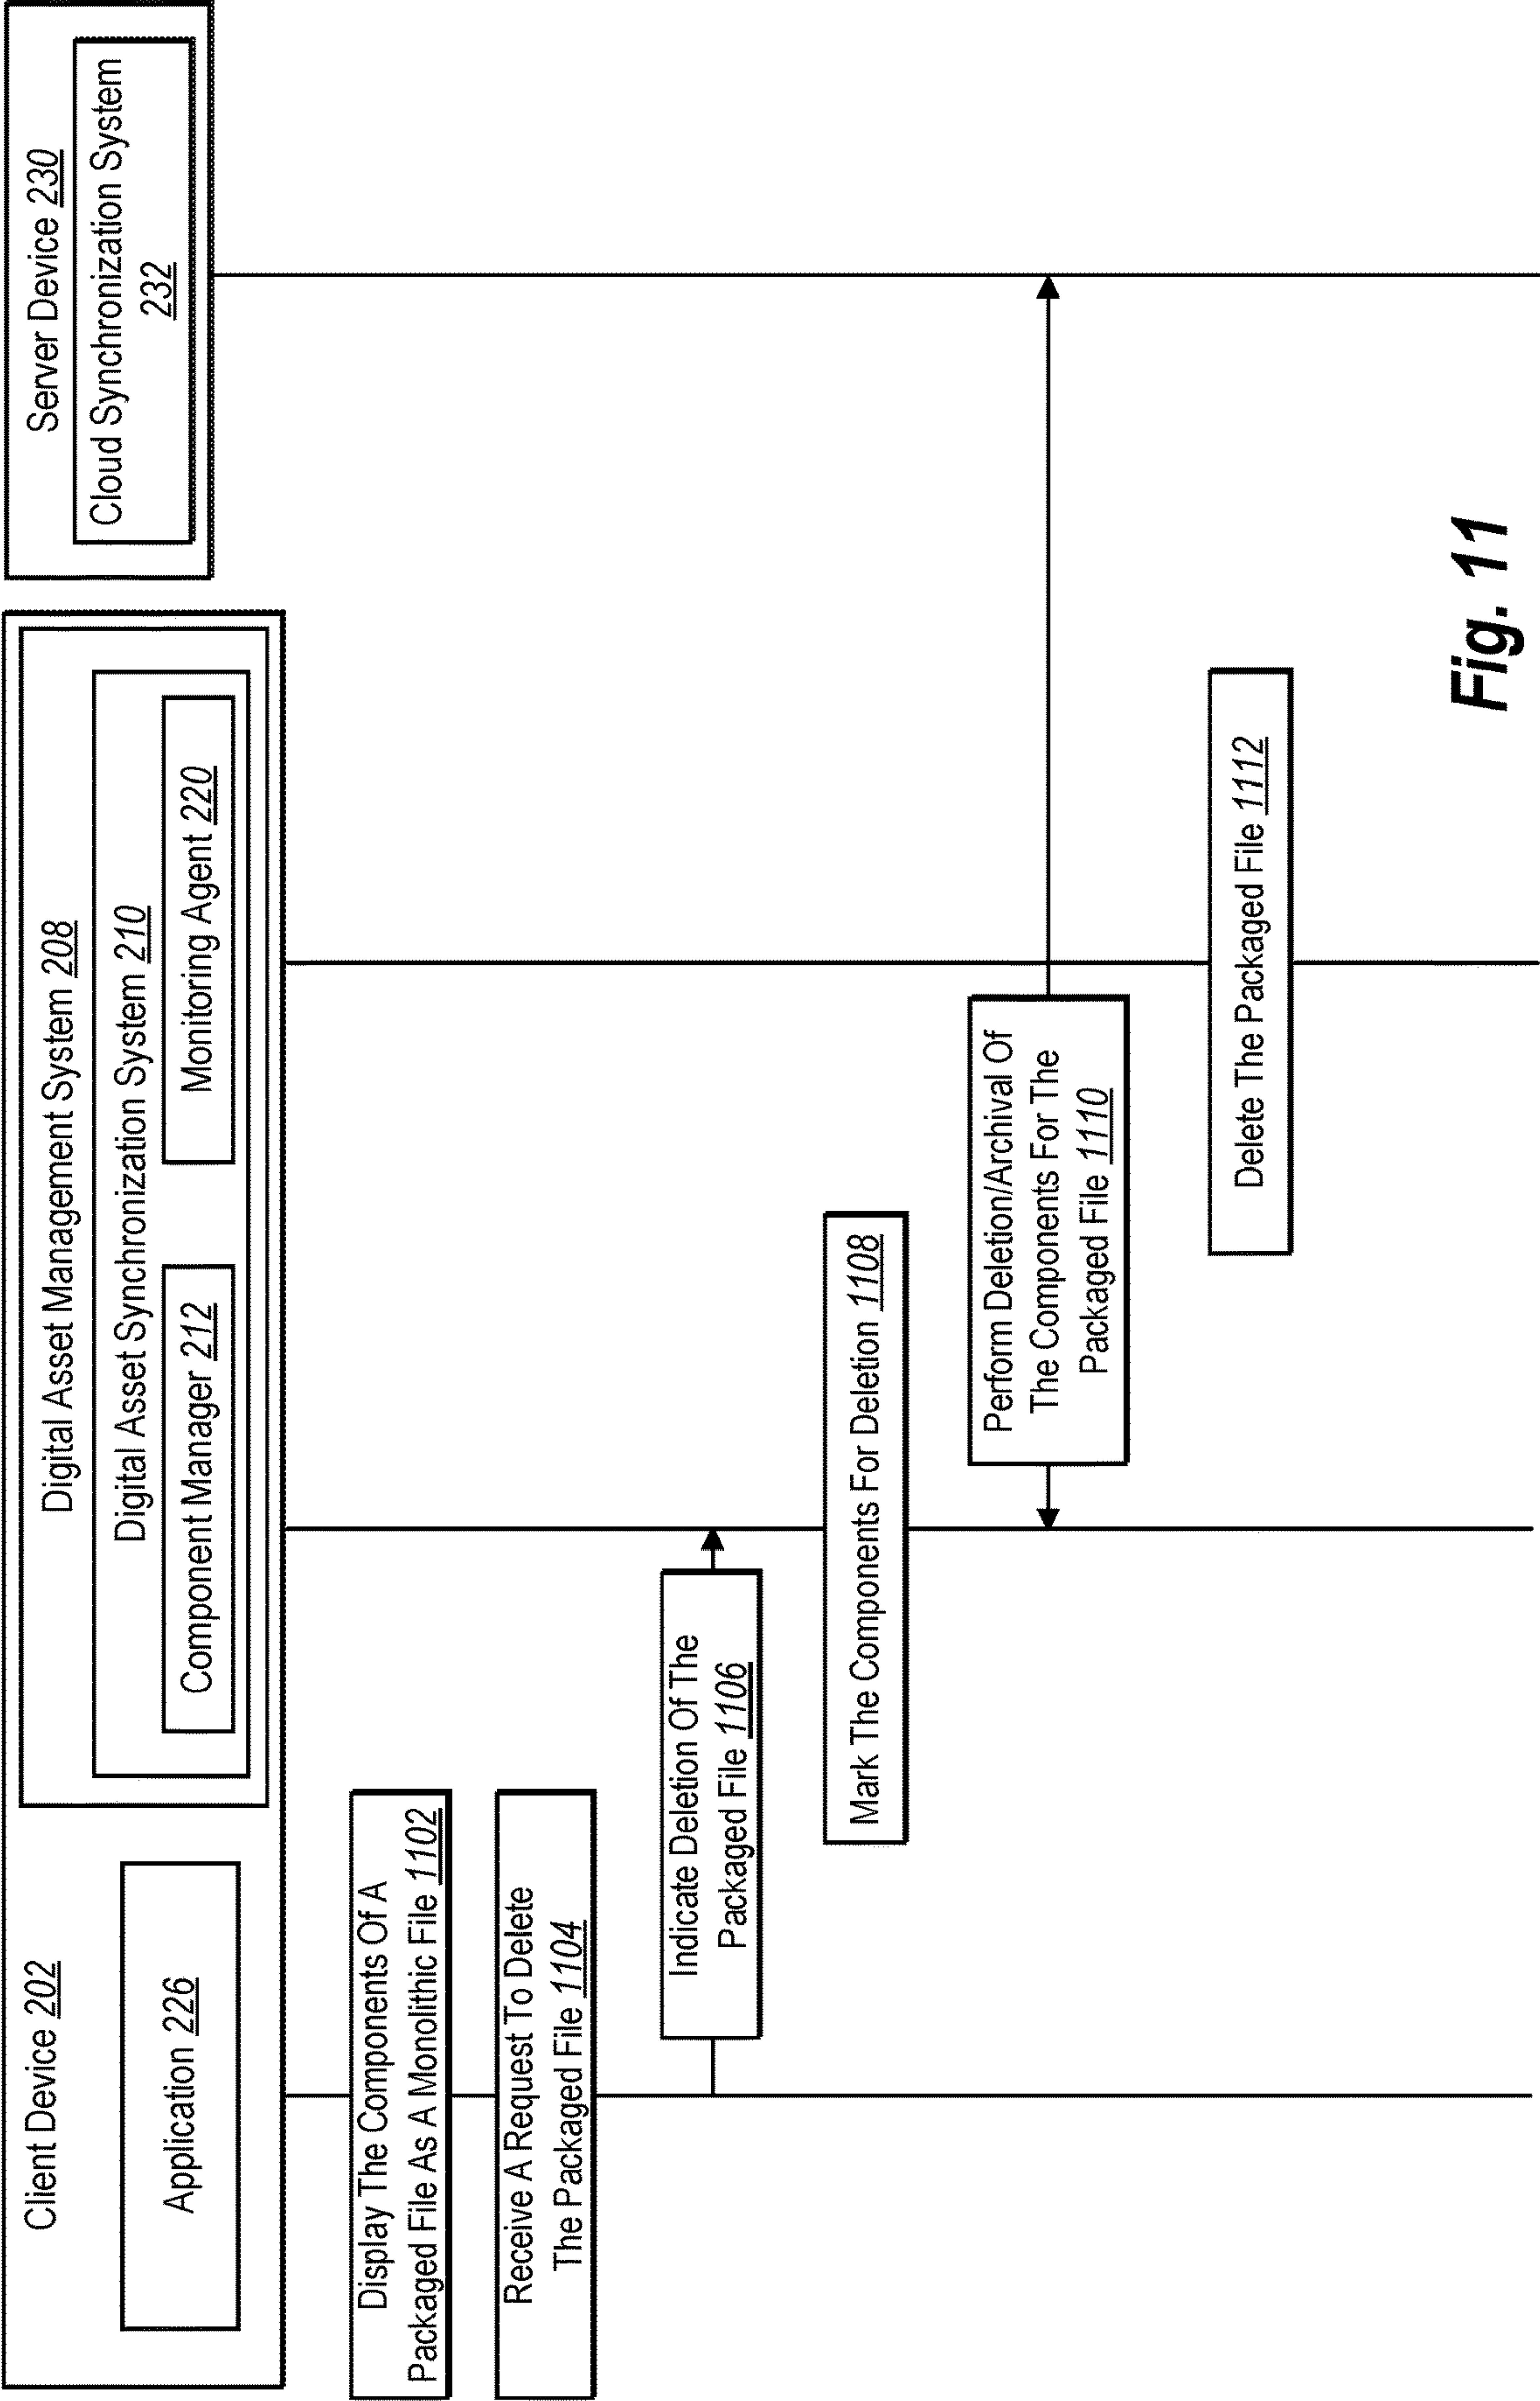 Client Device 202
Application 226
Digital Asset Management System 208
Digital Asset Synchronization System 210
Component Manager 212
Monitoring Agent 220
Server Device 230
Cloud Synchronization System
232
Display The Components Of A
Packaged File As A Monolithic File 1102
Receive A Request To Delete
The Packaged File 1104
Indicate Deletion Of The
Packaged File 1106
Mark The Components For Deletion 1108
Perform Deletion/Archival Of
The Components For The
Packaged File 1110
Delete The Packaged File 1112
Fig. 11